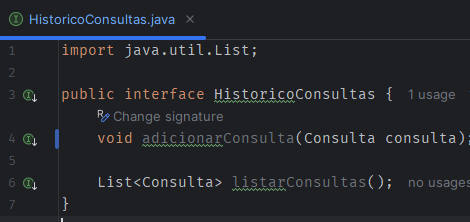 HistoricoConsultas.java ×
1 import java.util.List;
2
3 public interface HistoricoConsultas { 1 usage
Change signature
4 void adicionarConsulta(Consulta consulta);
5
6 List<Consulta> listarConsultas(); no usages
7 }